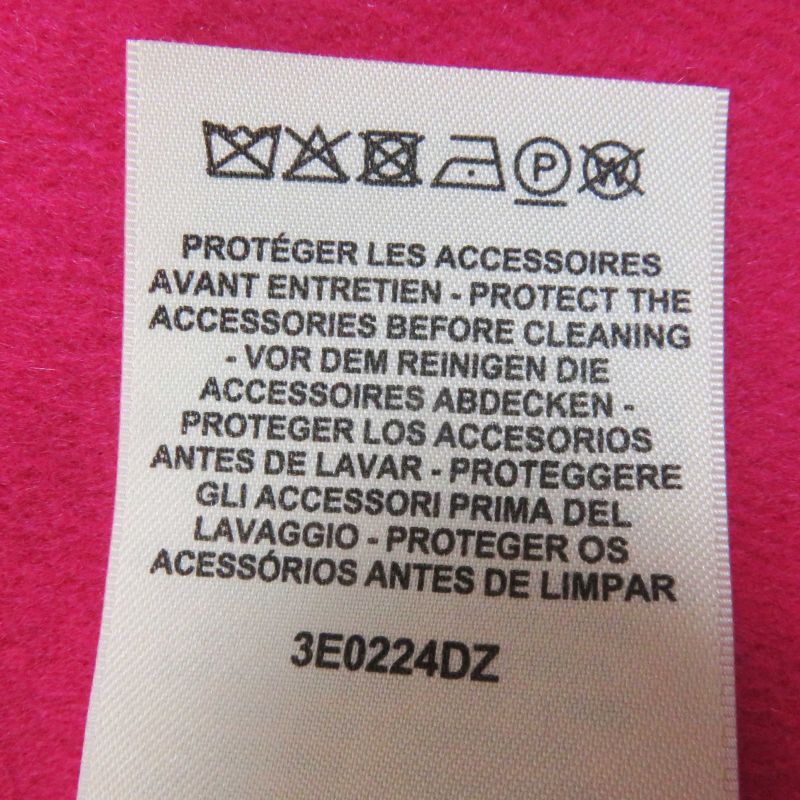 P W
PROTÉGER LES ACCESSOIRES
AVANT ENTRETIEN - PROTECT THE
ACCESSORIES BEFORE CLEANING
- VOR DEM REINIGEN DIE
ACCESSOIRES ABDECKEN -
PROTEGER LOS ACCESORIOS
ANTES DE LAVAR - PROTEGGERE
GLI ACCESSORI PRIMA DEL
LAVAGGIO - PROTEGER OS
ACESSÓRIOS ANTES DE LIMPAR
3E0224DZ